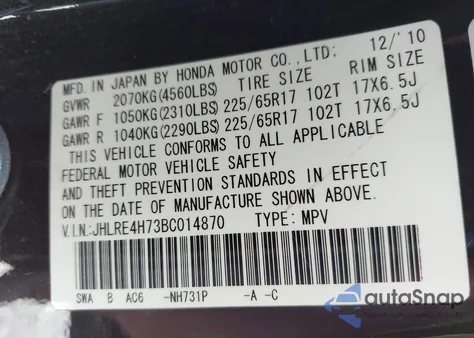 MFD. IN JAPAN BY HONDA MOTOR CO., LTD: 12/'10
GVWR 2070KG(4560LBS) TIRE SIZE RIM SIZE
GAWR F 1050KG(2310LBS) 225/65R17 102T 17X6.5J
GAWR R 1040KG(2290LBS) 225/65R17 102T 17X6.5J
THIS VEHICLE CONFORMS TO ALL APPLICABLE
FEDERAL MOTOR VEHICLE SAFETY
AND THEFT PREVENTION STANDARDS IN EFFECT
ON THE DATE OF MANUFACTURE SHOWN ABOVE.
V.I.N:JHLRE4H73BC014870 TYPE: MPV
SWA B AC6 -NH731P -A -C
autoSnap
by carfast express